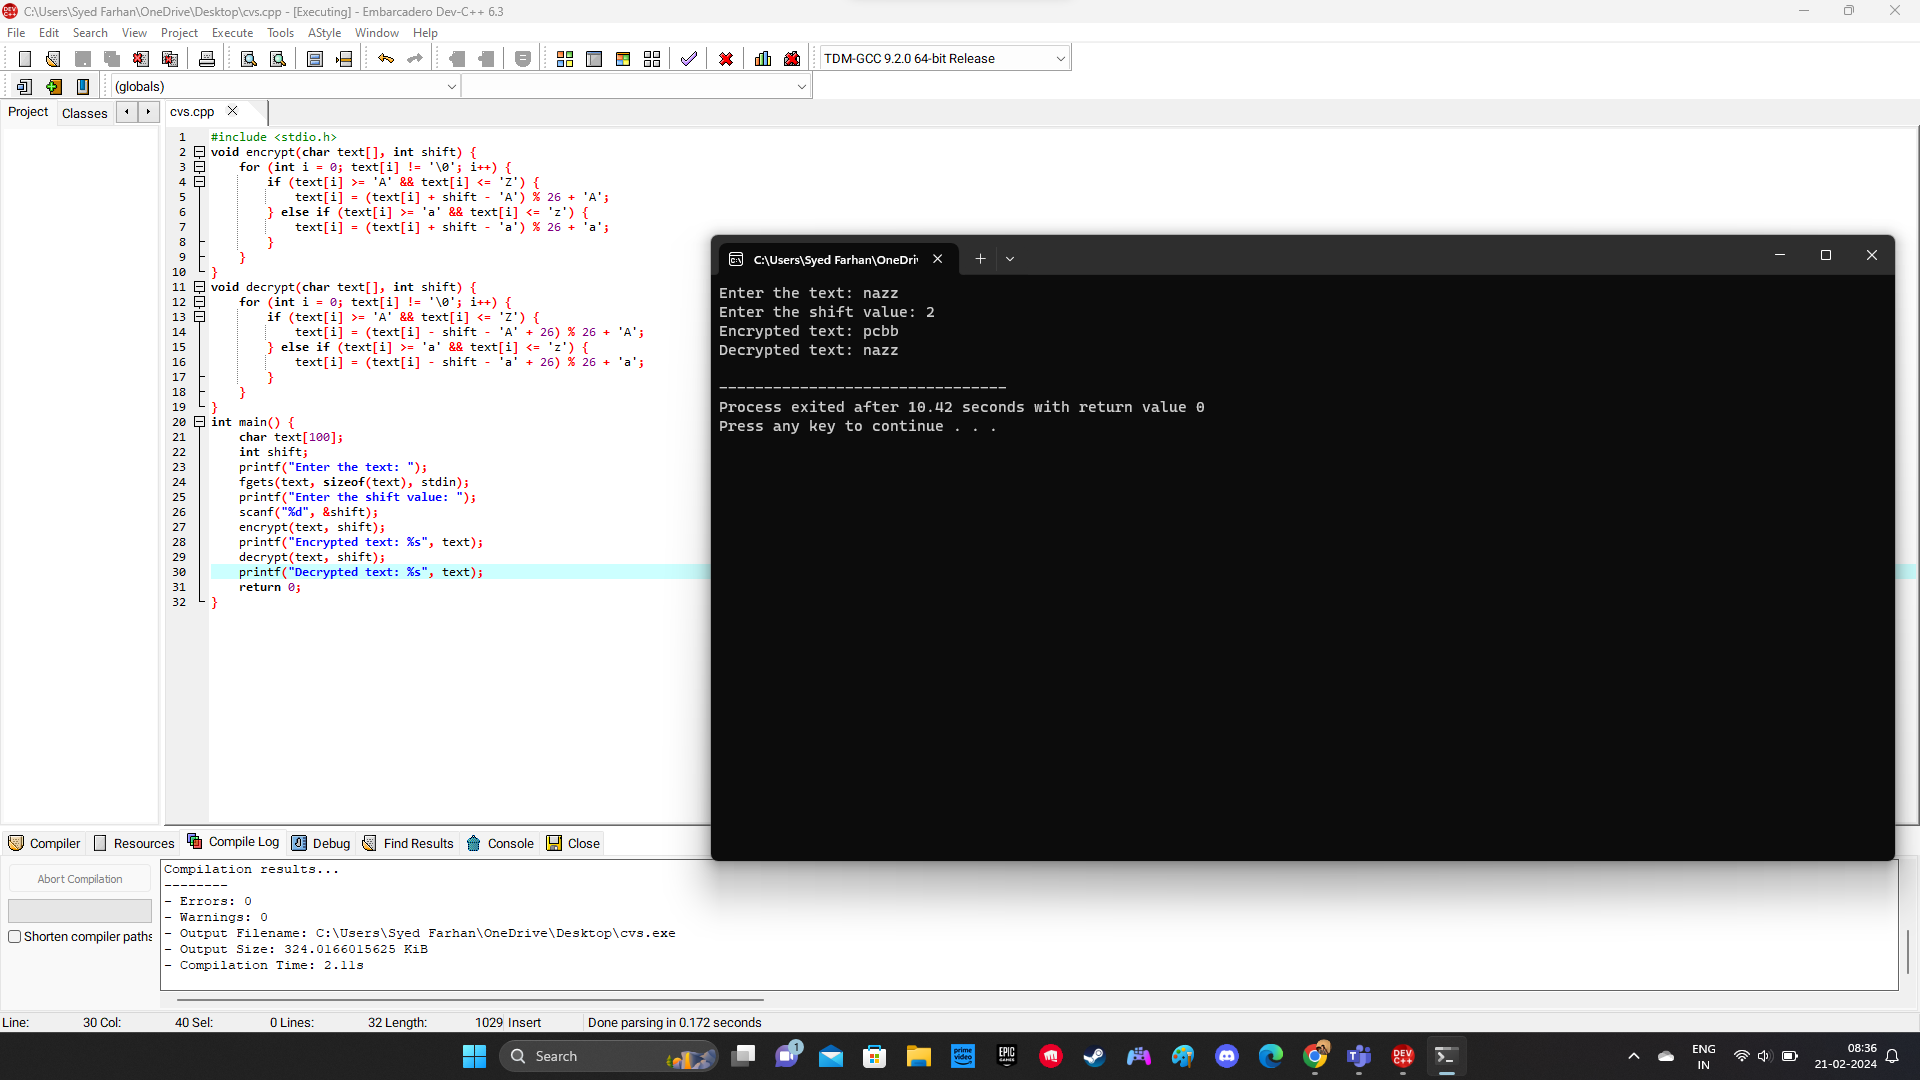 C:\Users\Syed Farhan\OneDrive\Desktop\cvs.cpp - [Executing] - Embarcadero Dev-C++ 6.3
File Edit Search View Project Execute Tools AStyle Window Help
TDM-GCC 9.2.0 64-bit Release
(globals)
Project Classes cvs.cpp
1 #include <stdio.h>
2 void encrypt(char text[], int shift) {
3 for (int i = 0; text[i] != '\0'; i++) {
4 if (text[i] >= 'A' && text[i] <= 'Z') {
5 text[i] = (text[i] + shift - 'A') % 26 + 'A';
6 } else if (text[i] >= 'a' && text[i] <= 'z') {
7 text[i] = (text[i] + shift - 'a') % 26 + 'a';
8 }
9 }
10 }
11 void decrypt(char text[], int shift) {
12 for (int i = 0; text[i] != '\0'; i++) {
13 if (text[i] >= 'A' && text[i] <= 'Z') {
14 text[i] = (text[i] - shift - 'A' + 26) % 26 + 'A';
15 } else if (text[i] >= 'a' && text[i] <= 'z') {
16 text[i] = (text[i] - shift - 'a' + 26) % 26 + 'a';
17 }
18 }
19 }
20 int main() {
21 char text[100];
22 int shift;
23 printf("Enter the text: ");
24 fgets(text, sizeof(text), stdin);
25 printf("Enter the shift value: ");
26 scanf("%d", &shift);
27 encrypt(text, shift);
28 printf("Encrypted text: %s", text);
29 decrypt(text, shift);
30 printf("Decrypted text: %s", text);
31 return 0;
32 }
C:\Users\Syed Farhan\OneDri
Enter the text: nazz
Enter the shift value: 2
Encrypted text: pcbb
Decrypted text: nazz
--------------------------------
Process exited after 10.42 seconds with return value 0
Press any key to continue . . .
Compiler Resources Compile Log Debug Find Results Console Close
Abort Compilation
Shorten compiler paths
Compilation results...
--------
- Errors: 0
- Warnings: 0
- Output Filename: C:\Users\Syed Farhan\OneDrive\Desktop\cvs.exe
- Output Size: 324.0166015625 KiB
- Compilation Time: 2.11s
Line: 30 Col: 40 Sel: 0 Lines: 32 Length: 1029 Insert Done parsing in 0.172 seconds
Search
1
prime video
EPIC GAMES
DEV C++
ENG
IN
08:36
21-02-2024